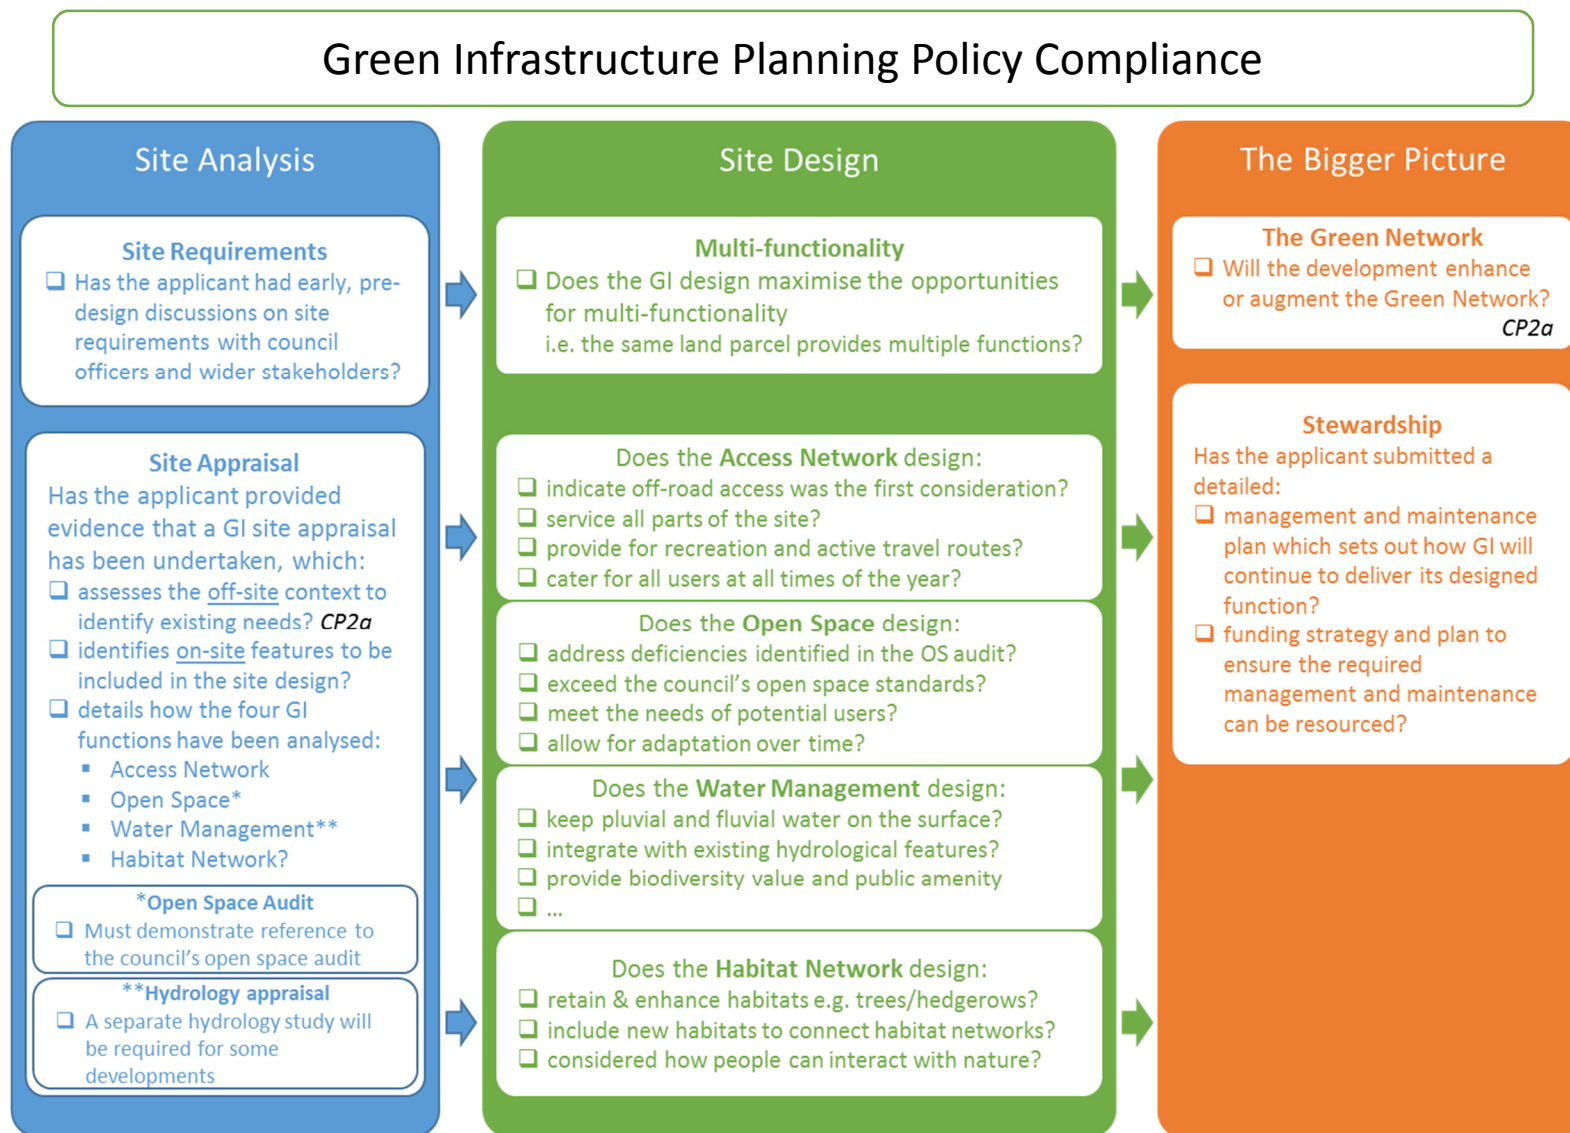 Green Infrastructure Planning Policy Compliance
Site Analysis
Site Requirements
❑ Has the applicant had early, pre-
design discussions on site
requirements with council
officers and wider stakeholders?
Site Appraisal
Has the applicant provided
evidence that a GI site appraisal
has been undertaken, which:
❑ assesses the off-site context to
identify existing needs? CP2a
❑ identifies on-site features to be
included in the site design?
❑ details how the four GI
functions have been analysed:
▪ Access Network
▪ Open Space*
▪ Water Management**
▪ Habitat Network?
*Open Space Audit
❑ Must demonstrate reference to
the council's open space audit
**Hydrology appraisal
❑ A separate hydrology study will
be required for some
developments
Site Design
Multi-functionality
❑ Does the GI design maximise the opportunities
for multi-functionality
i.e. the same land parcel provides multiple functions?
Does the Access Network design:
❑ indicate off-road access was the first consideration?
❑ service all parts of the site?
❑ provide for recreation and active travel routes?
❑ cater for all users at all times of the year?
Does the Open Space design:
❑ address deficiencies identified in the OS audit?
❑ exceed the council's open space standards?
❑ meet the needs of potential users?
❑ allow for adaptation over time?
Does the Water Management design:
❑ keep pluvial and fluvial water on the surface?
❑ integrate with existing hydrological features?
❑ provide biodiversity value and public amenity
❑ ...
Does the Habitat Network design:
❑ retain & enhance habitats e.g. trees/hedgerows?
❑ include new habitats to connect habitat networks?
❑ considered how people can interact with nature?
The Bigger Picture
The Green Network
❑ Will the development enhance
or augment the Green Network?
CP2a
Stewardship
Has the applicant submitted a
detailed:
❑ management and maintenance
plan which sets out how GI will
continue to deliver its designed
function?
❑ funding strategy and plan to
ensure the required
management and maintenance
can be resourced?